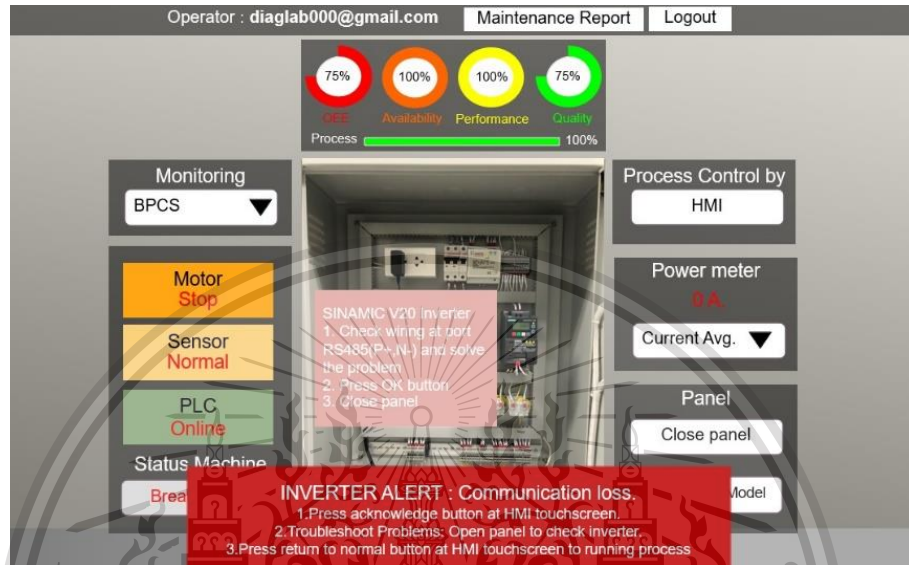 Operator : diaglab000@gmail.com Maintenance Report Logout
75% 100% 100% 75%
OEE Availability Performance Quality
Process 100%
Monitoring
BPCS
Motor
Stop
Sensor
Normal
PLC
Online
Status Machine
SINAMIC V20 Inverter
1. Check wiring at port
RS485(P+,N-) and solve
the problem
2. Press OK button
3. Close panel
Process Control by
HMI
Power meter
0 A.
Current Avg.
Panel
Close panel
Model
INVERTER ALERT : Communication loss.
1.Press acknowledge button at HMI touchscreen.
2.Troubleshoot Problems; Open panel to check inverter.
3.Press return to normal button at HMI touchscreen to running process